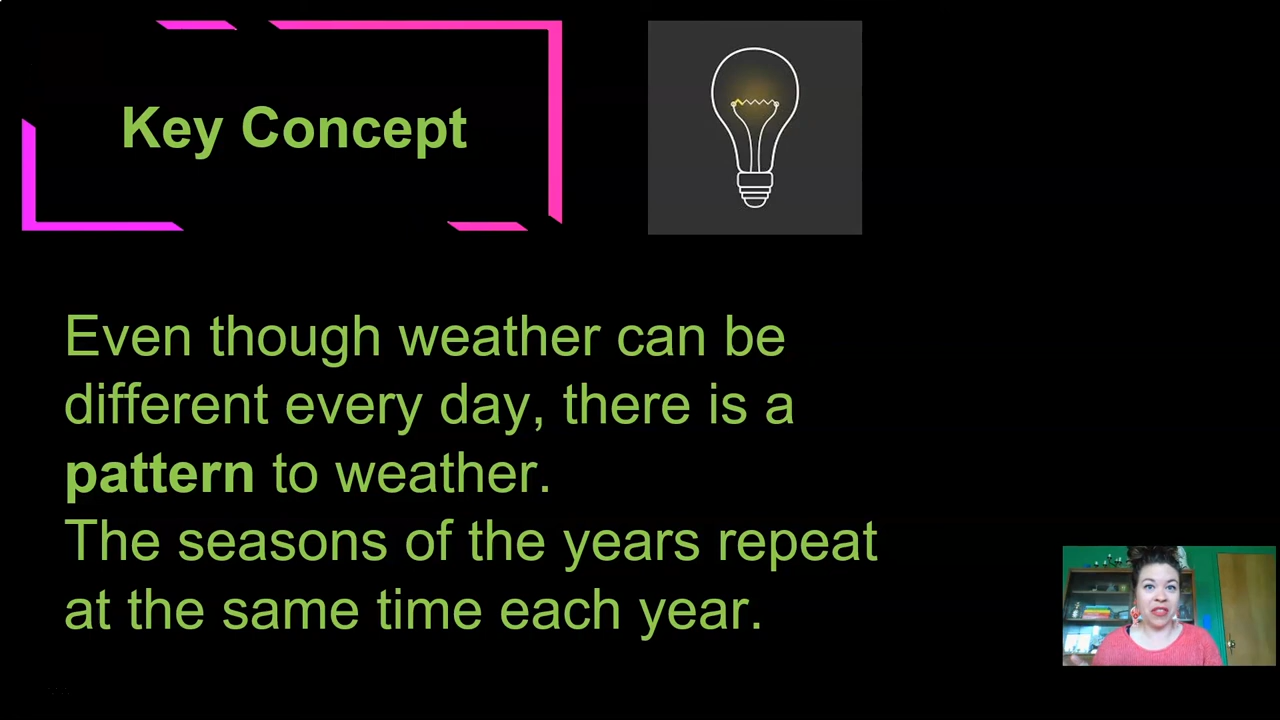 Key Concept
Even though weather can be
different every day, there is a
pattern to weather.
The seasons of the years repeat
at the same time each year.